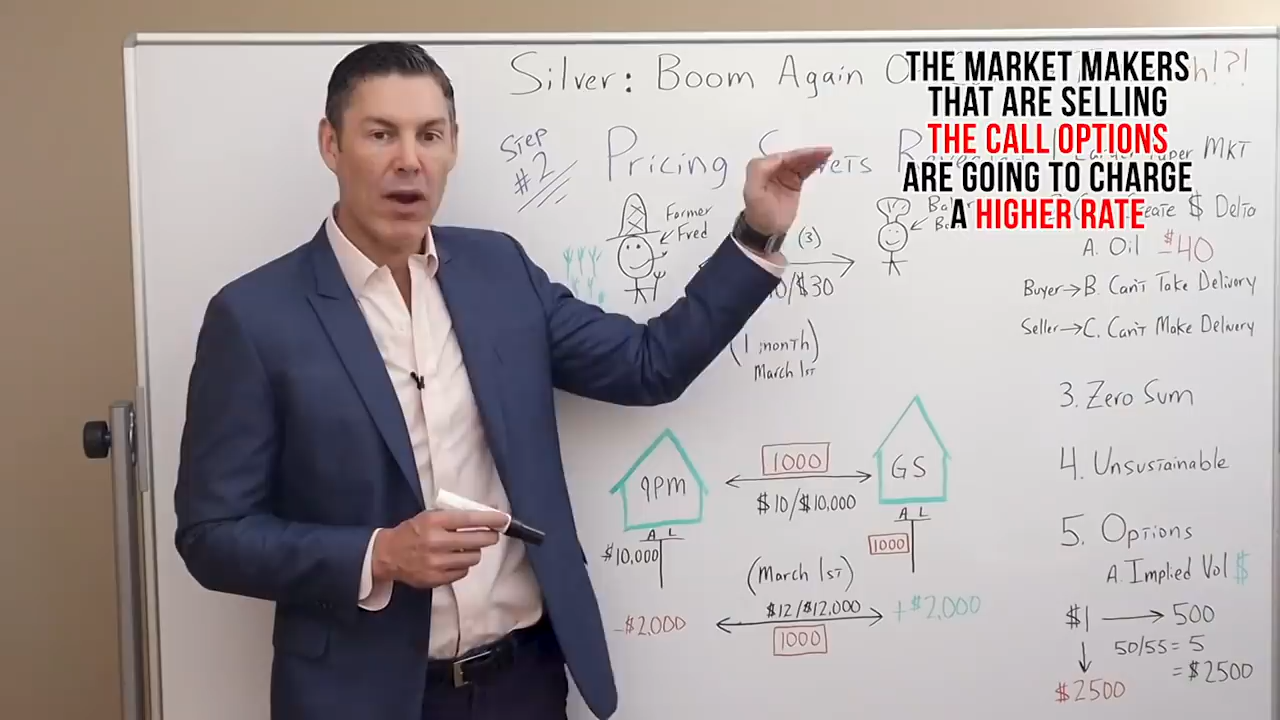 Silver: Boom Again O
h!?!
THE MARKET MAKERS
THAT ARE SELLING
THE CALL OPTIONS
ARE GOING TO CHARGE
A HIGHER RATE
STEP
#2
Pricing
MKT
Farmer
Fred
(3)
/$30
(1 month)
March 1st
$ Delta
A. Oil -$40
Buyer→B. Can't Take Delivery
Seller→C. Can't Make Delivery
3. Zero Sum
4. Unsustainable
5. Options
A. Implied Vol $
$1 → 500
50/55 = 5
= $2500
$2500
JPM
1000
GS
$10/$10,000
A L
$10,000
A L
1000
(March 1st)
$12/$12,000
-$2,000
+$2,000
1000